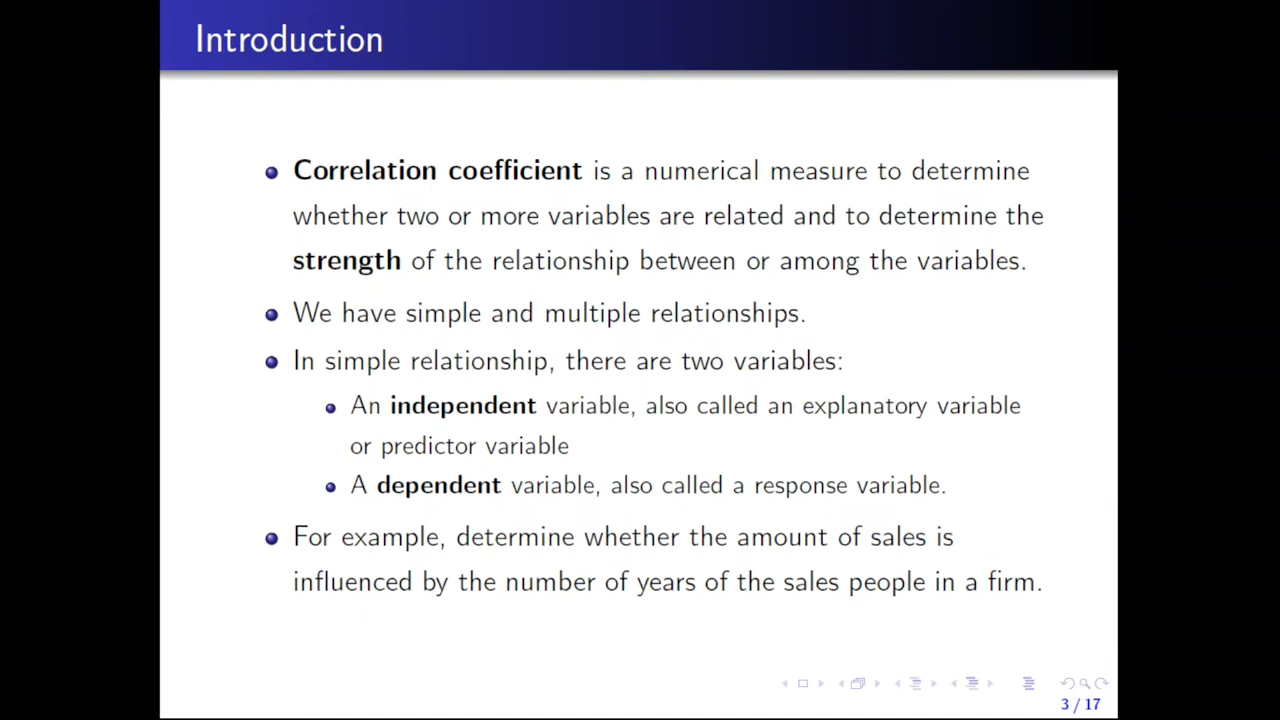 Introduction
Correlation coefficient is a numerical measure to determine
whether two or more variables are related and to determine the
strength of the relationship between or among the variables.
We have simple and multiple relationships.
In simple relationship, there are two variables:
An independent variable, also called an explanatory variable
or predictor variable
A dependent variable, also called a response variable.
For example, determine whether the amount of sales is
influenced by the number of years of the sales people in a firm.
3 / 17